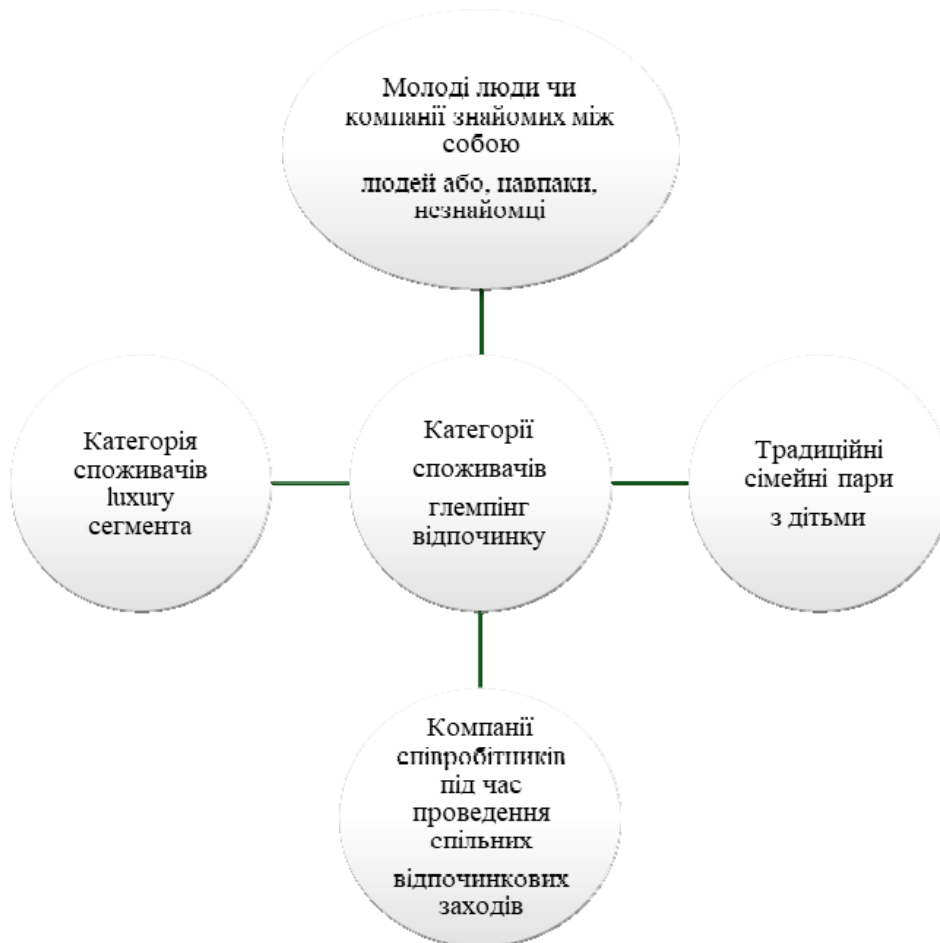 Молоді люди чи
компанії знайомих між
собою
людей або, навпаки,
незнайомці
Категорія
споживачів
luxury
сегмента
Категорії
споживачів
глемпінг
відпочинку
Традиційні
сімейні пари
з дітьми
Компанії
співробітників
під час
проведення
спільних
відпочинкових
заходів